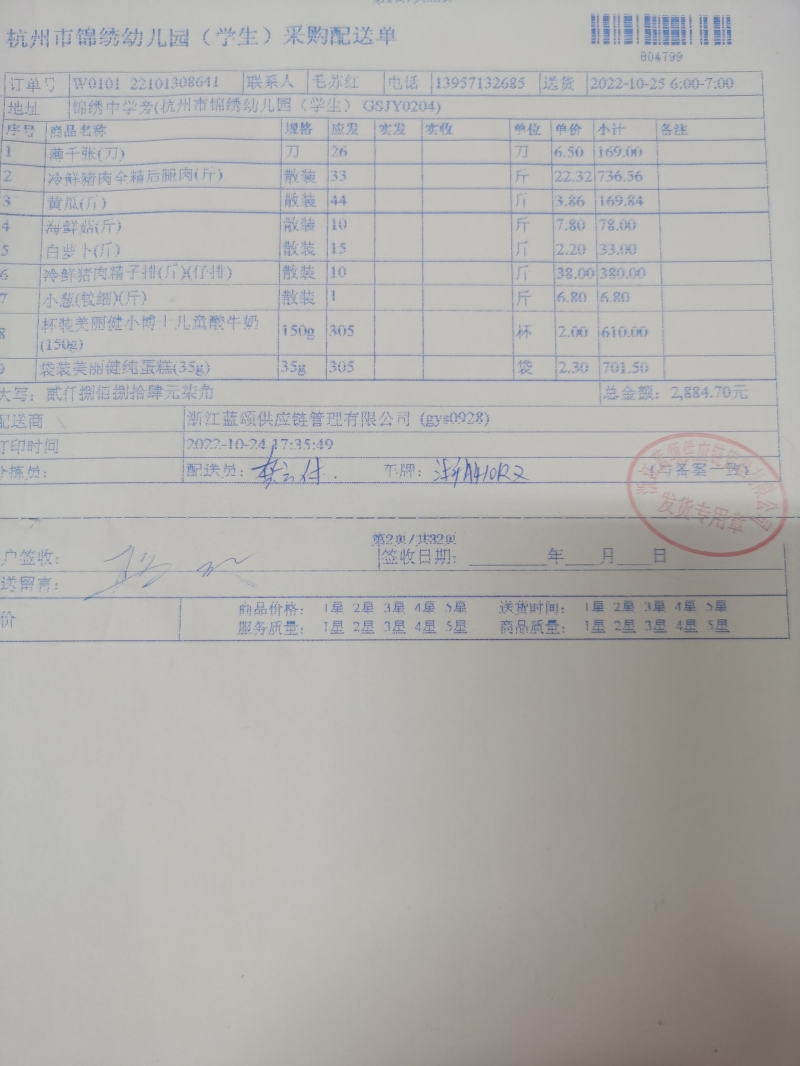 杭州市锦绣幼儿园（学生）采购配送单
804799
订单号 W0101 22101308641 联系人 毛苏红 电话 13957132685 送货 2022-10-25 6:00-7:00
地址 锦绣中学旁(杭州市锦绣幼儿园（学生） GSJY0204)
序号 商品名称 规格 应发 实发 实收 单位 单价 小计 备注
1 薄千张(刀) 刀 26 刀 6.50 169.00
2 冷鲜猪肉全精后腿肉(斤) 散装 33 斤 22.32 736.56
3 黄瓜(斤) 散装 44 斤 3.86 169.84
4 海鲜菇(斤) 散装 10 斤 7.80 78.00
5 白萝卜(斤) 散装 15 斤 2.20 33.00
6 冷鲜猪肉精子排(斤)(仔排) 散装 10 斤 38.00 380.00
7 小葱(较细)(斤) 散装 1 斤 6.80 6.80
8 杯装美丽健小博士儿童酸牛奶 150g 305 杯 2.00 610.00
(150g)
9 袋装美丽健纯蛋糕(35g) 35g 305 袋 2.30 701.50
大写：贰仟捌佰捌拾肆元柒角 总金额：2,884.70元
配送商 浙江蓝颂供应链管理有限公司 (gys0928)
打印时间 2022-10-24 17:35:49
分拣员： 配送员： 车牌： (与备案一致)
发货专用章
第2页/共32页
户签收： 签收日期： 年 月 日
送留言：
价 商品价格： 1星 2星 3星 4星 5星 送货时间： 1星 2星 3星 4星 5星
服务质量： 1星 2星 3星 4星 5星 商品质量： 1星 2星 3星 4星 5星